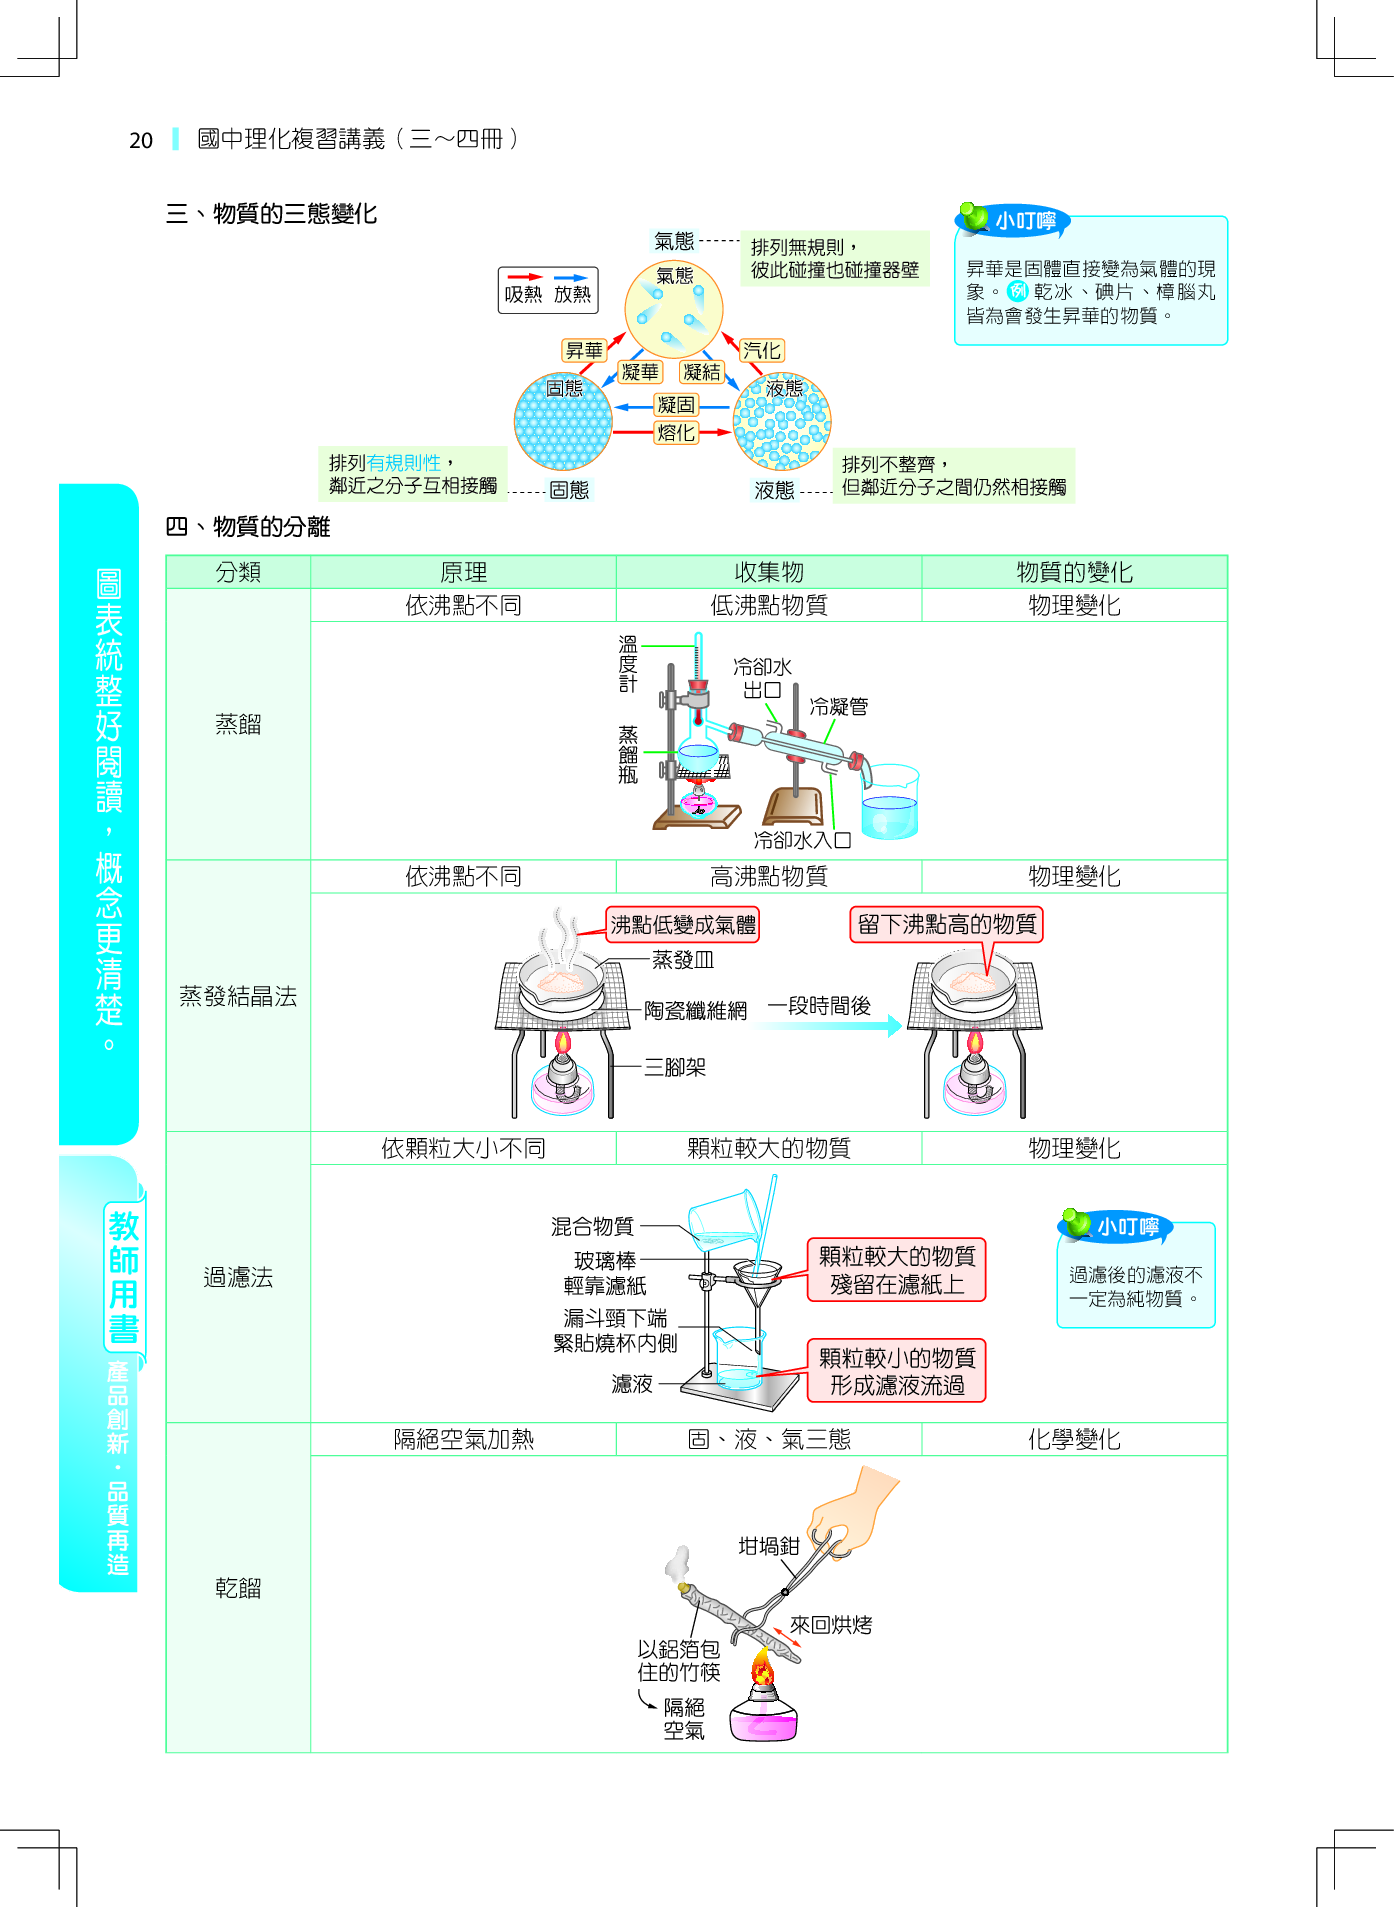 20 國中理化複習講義（三～四冊）
三、物質的三態變化
氣態
排列無規則，
彼此碰撞也碰撞器壁
吸熱 放熱
氣態
昇華
汽化
凝華
凝結
固態
液態
凝固
熔化
排列有規則性，
鄰近之分子互相接觸
固態
液態
排列不整齊，
但鄰近分子之間仍然相接觸
小叮嚀
昇華是固體直接變為氣體的現
象。例 乾冰、碘片、樟腦丸
皆為會發生昇華的物質。
四、物質的分離
分類 原理 收集物 物質的變化
蒸餾
依沸點不同 低沸點物質 物理變化
溫度計
蒸餾瓶
冷卻水
出口
冷凝管
冷卻水入口
蒸發結晶法
依沸點不同 高沸點物質 物理變化
沸點低變成氣體
蒸發皿
陶瓷纖維網
三腳架
一段時間後
留下沸點高的物質
過濾法
依顆粒大小不同 顆粒較大的物質 物理變化
混合物質
玻璃棒
輕靠濾紙
漏斗頸下端
緊貼燒杯內側
濾液
顆粒較大的物質
殘留在濾紙上
顆粒較小的物質
形成濾液流過
小叮嚀
過濾後的濾液不
一定為純物質。
乾餾
隔絕空氣加熱 固、液、氣三態 化學變化
坩堝鉗
來回烘烤
以鋁箔包
住的竹筷
隔絕
空氣
圖表統整好閱讀，概念更清楚。
教師用書
產品創新．品質再造